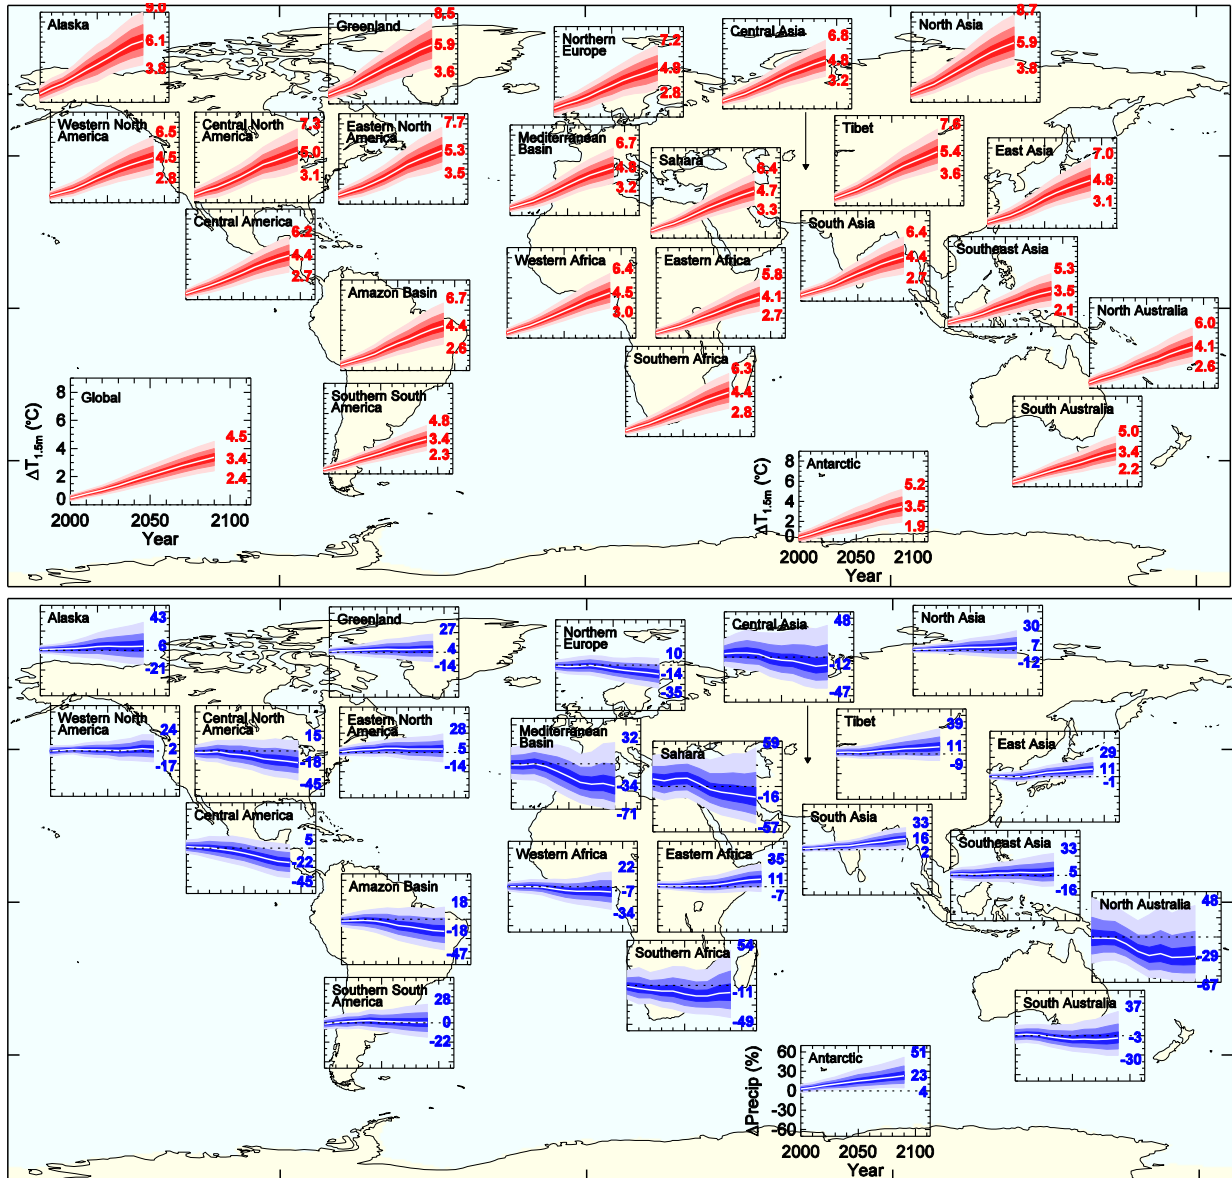 Alaska
9.0
6.1
3.8
Greenland
8.5
5.9
3.6
Northern
Europe
7.2
4.8
2.8
Central Asia
6.8
4.8
3.2
North Asia
8.7
5.9
3.8
Western North
America
6.5
4.5
2.8
Central North
America
7.3
5.0
3.1
Eastern North
America
7.7
5.3
3.5
Mediterranean
Basin
6.7
4.8
3.2
Sahara
6.4
4.7
3.3
Tibet
7.6
5.4
3.6
East Asia
7.0
4.8
3.1
Central America
6.2
4.4
2.7
Western Africa
6.4
4.5
3.0
Eastern Africa
5.8
4.1
2.7
South Asia
6.4
4.4
2.7
Southeast Asia
5.3
3.5
2.1
Amazon Basin
6.7
4.4
2.6
North Australia
6.0
4.1
2.6
Southern Africa
6.3
4.4
2.8
Southern South
America
4.8
3.4
2.3
South Australia
5.0
3.4
2.2
Global
4.5
3.4
2.4
ΔT1.5m (°C)
8
6
4
2
0
2000 2050 2100
Year
Antarctic
5.2
3.5
1.9
ΔT1.5m (°C)
8
6
4
2
0
2000 2050 2100
Year
Alaska
43
6
-21
Greenland
27
4
-14
Northern
Europe
10
-14
-35
Central Asia
48
-12
-47
North Asia
30
7
-12
Western North
America
24
2
-17
Central North
America
15
-18
-45
Eastern North
America
28
5
-14
Mediterranean
Basin
32
-34
-71
Sahara
59
-16
-57
Tibet
39
11
-9
East Asia
29
11
-1
Central America
5
-22
-45
Western Africa
22
-7
-34
Eastern Africa
35
11
-7
South Asia
33
16
2
Southeast Asia
33
5
-16
Amazon Basin
18
-18
-47
North Australia
48
-29
-67
Southern Africa
54
-11
-49
Southern South
America
28
0
-22
South Australia
37
-3
-30
Antarctic
51
23
4
ΔPrecip (%)
60
30
0
-30
-60
2000 2050 2100
Year